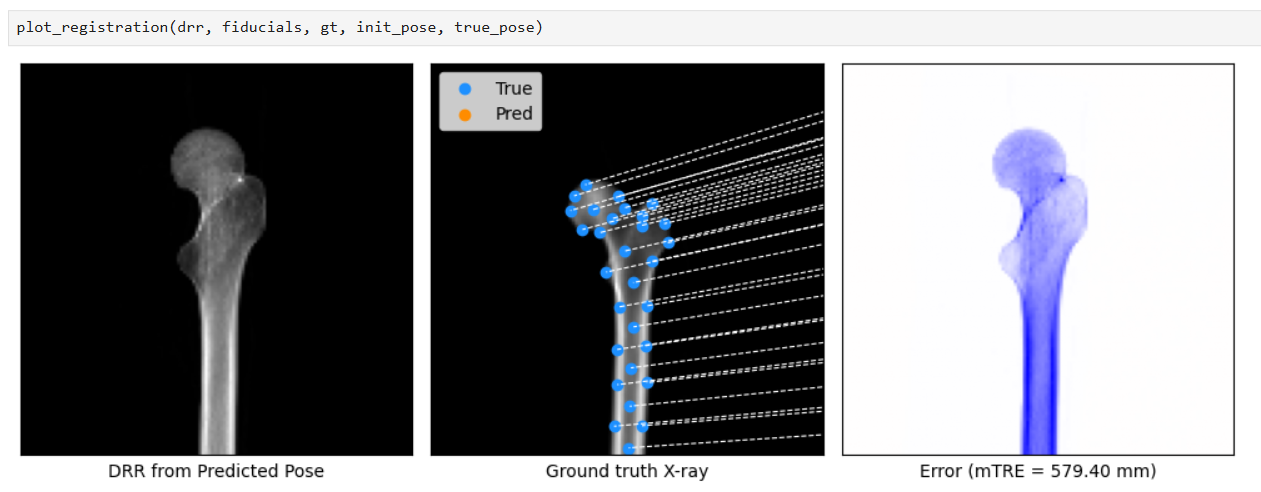 plot_registration(drr, fiducials, gt, init_pose, true_pose)
True
Pred
DRR from Predicted Pose
Ground truth X-ray
Error (mTRE = 579.40 mm)